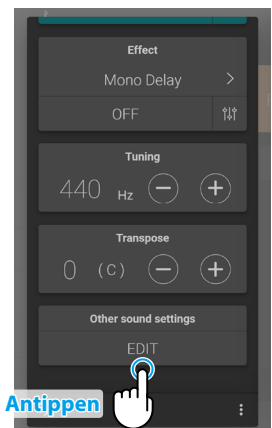 Effect
Mono Delay
OFF
Tuning
440 Hz
Transpose
0 (C)
Other sound settings
EDIT
Antippen